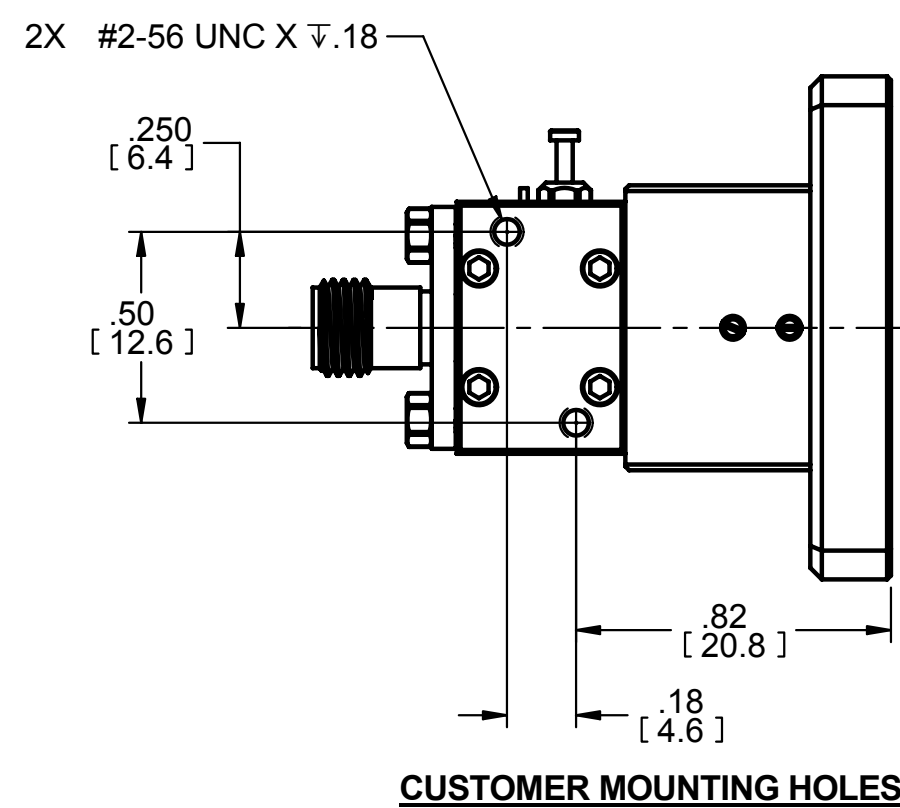 2X #2-56 UNC X ↧.18
.250
[ 6.4 ]
.50
[ 12.6 ]
.82
[ 20.8 ]
.18
[ 4.6 ]
CUSTOMER MOUNTING HOLES